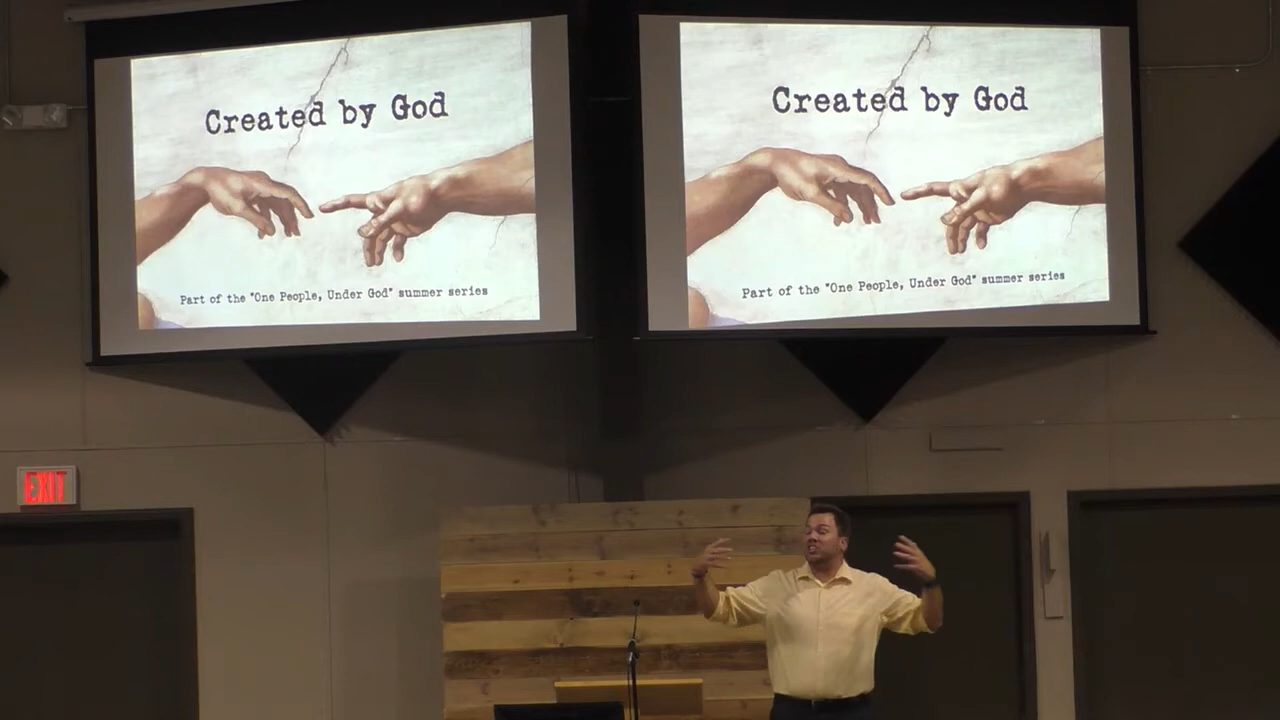 Created by God
Part of the "One People, Under God" summer series
Created by God
Part of the "One People, Under God" summer series
EXIT